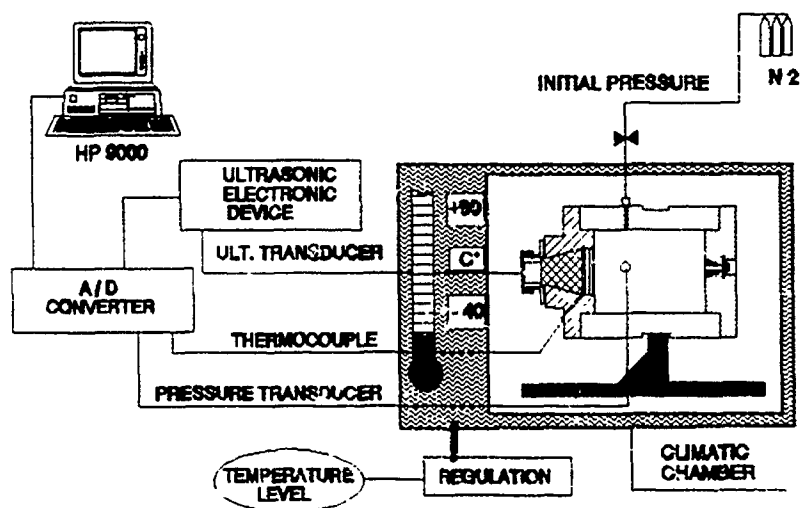 N 2
INITIAL PRESSURE
HP 9000
ULTRASONIC
ELECTRONIC
DEVICE
ULT. TRANSDUCER
C°
- 40
A / D
CONVERTER
THERMOCOUPLE
PRESSURE TRANSDUCER
TEMPERATURE
LEVEL
REGULATION
CLIMATIC
CHAMBER